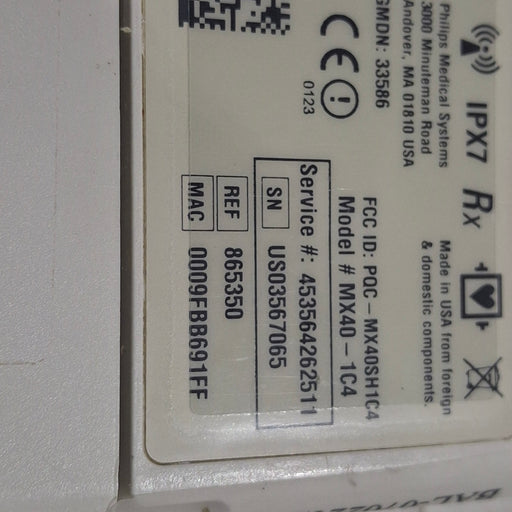 Philips Medical Systems
3000 Minuteman Road
Andover, MA 01810 USA
GMDN: 33586
0123
IPX7
Rx
Made in USA from foreign
& domestic components.
FCC ID: PQC-MX40SH1C4
Model # MX40-1C4
Service #: 453564262511
SN US03567065
REF 865350
MAC 0009FBB691FF